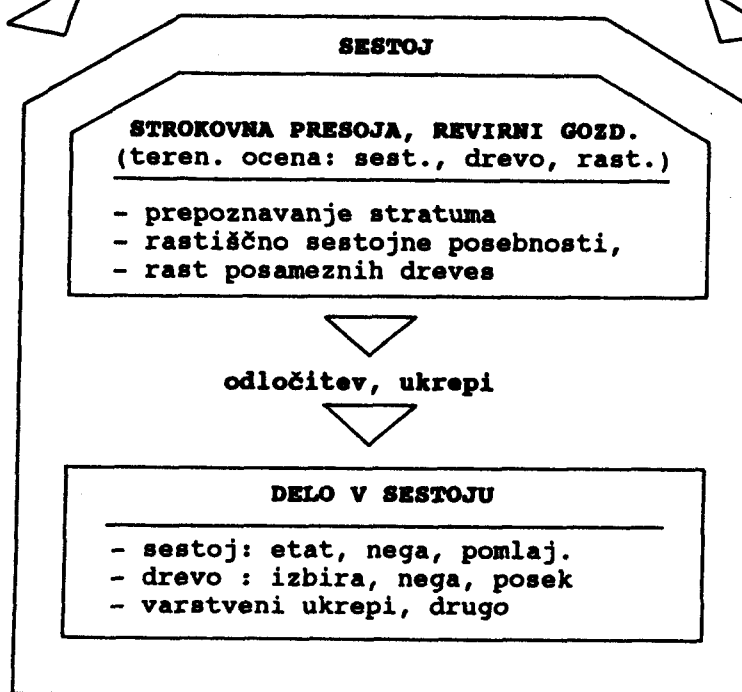 SESTOJ
STROKOVNA PRESOJA, REVIRNI GOZD.
(teren. ocena: sest., drevo, rast.)
- prepoznavanje stratuma
- rastiščno sestojne posebnosti,
- rast posameznih dreves
odločitev, ukrepi
DELO V SESTOJU
- sestoj: etat, nega, pomlaj.
- drevo : izbira, nega, posek
- varstveni ukrepi, drugo